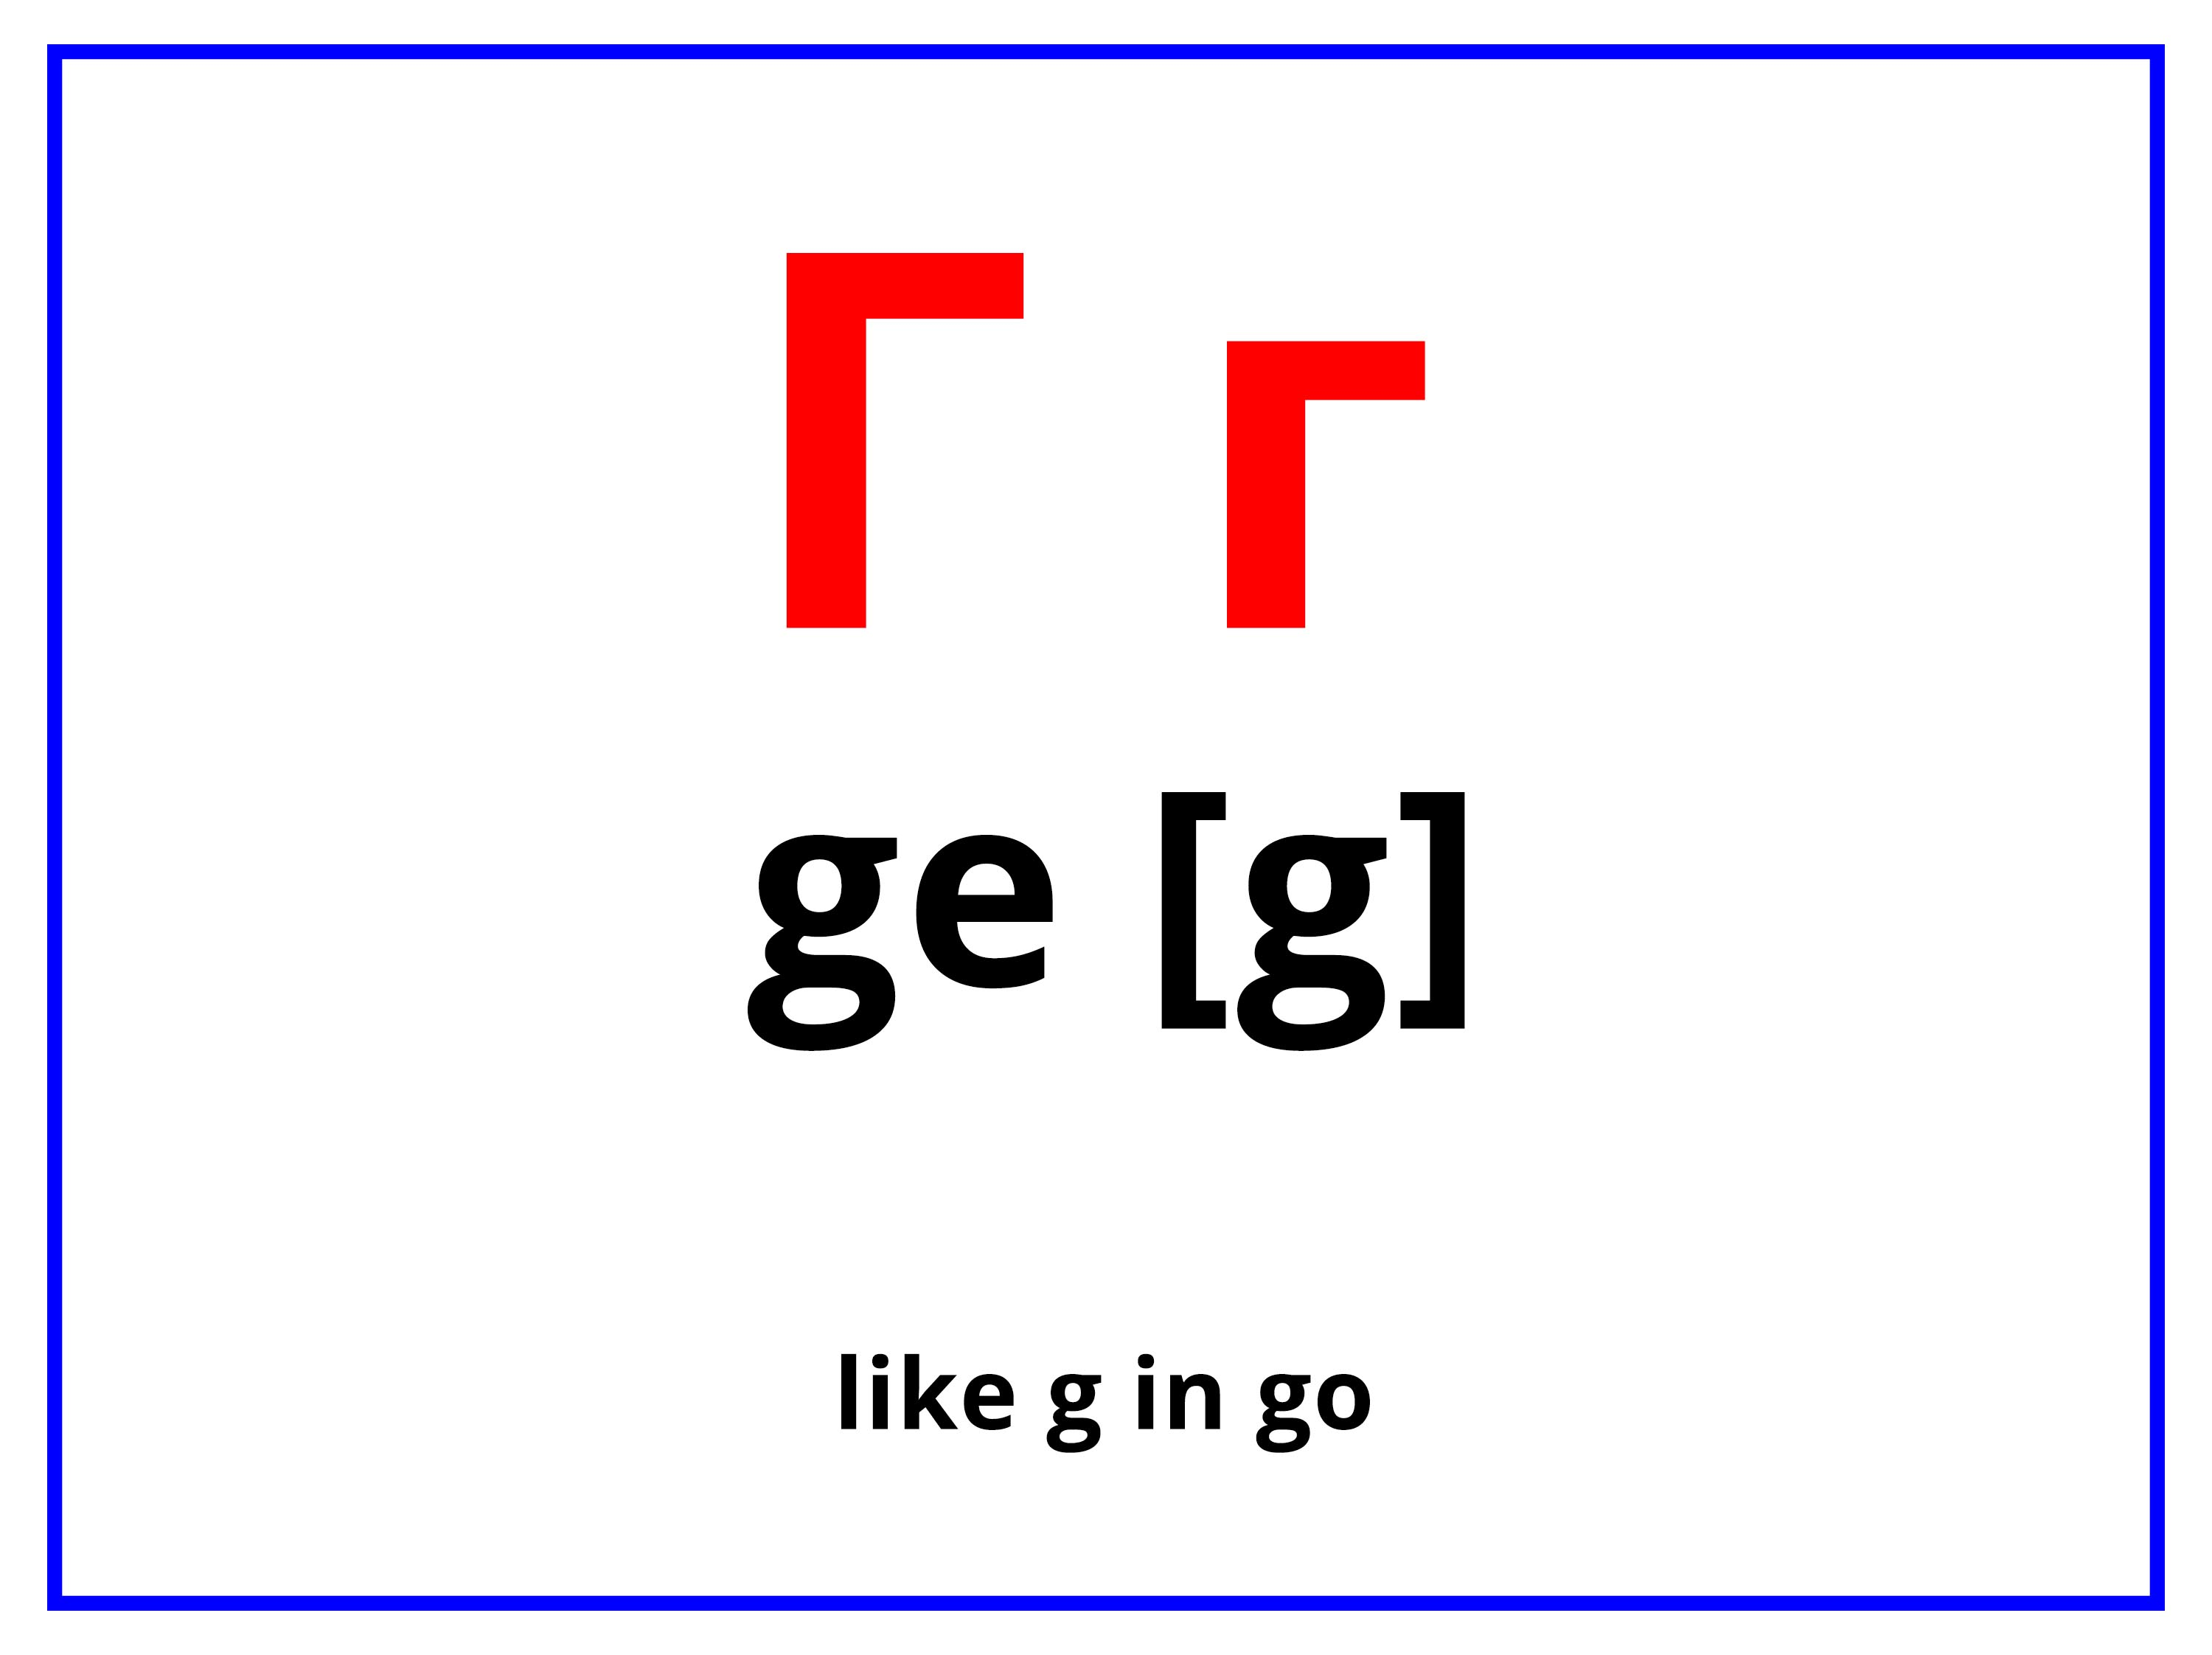 Г г
ge [g]
like g in go